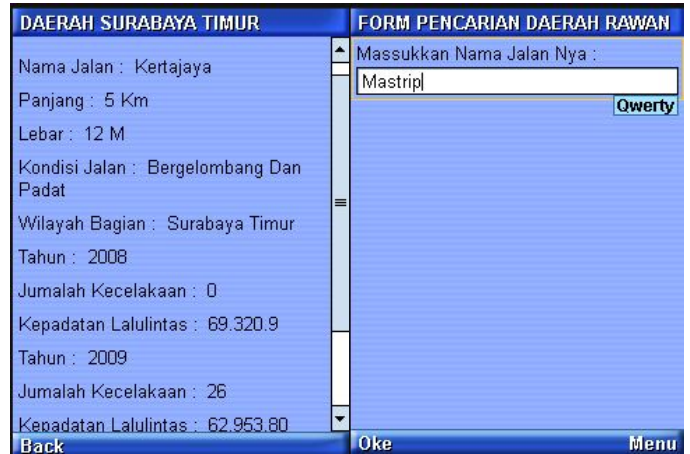 DAERAH SURABAYA TIMUR
Nama Jalan : Kertajaya
Panjang : 5 Km
Lebar : 12 M
Kondisi Jalan : Bergelombang Dan
Padat
Wilayah Bagian : Surabaya Timur
Tahun : 2008
Jumalah Kecelakaan : 0
Kepadatan Lalulintas : 69.320.9
Tahun : 2009
Jumalah Kecelakaan : 26
Kepadatan Lalulintas : 62.953.80
Back
FORM PENCARIAN DAERAH RAWAN
Massukkan Nama Jalan Nya :
Mastrip
Qwerty
Oke Menu